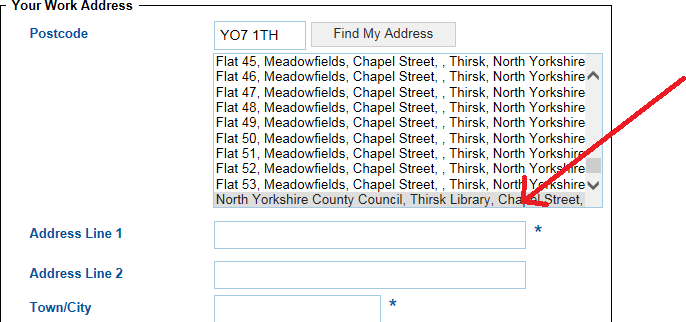 Your Work Address
Postcode
YO7 1TH
Find My Address
Flat 45, Meadowfields, Chapel Street, , Thirsk, North Yorkshire
Flat 46, Meadowfields, Chapel Street, , Thirsk, North Yorkshire
Flat 47, Meadowfields, Chapel Street, , Thirsk, North Yorkshire
Flat 48, Meadowfields, Chapel Street, , Thirsk, North Yorkshire
Flat 49, Meadowfields, Chapel Street, , Thirsk, North Yorkshire
Flat 50, Meadowfields, Chapel Street, , Thirsk, North Yorkshire
Flat 51, Meadowfields, Chapel Street, , Thirsk, North Yorkshire
Flat 52, Meadowfields, Chapel Street, , Thirsk, North Yorkshire
Flat 53, Meadowfields, Chapel Street, , Thirsk, North Yorkshire
North Yorkshire County Council, Thirsk Library, Chapel Street,
Address Line 1 *
Address Line 2
Town/City *